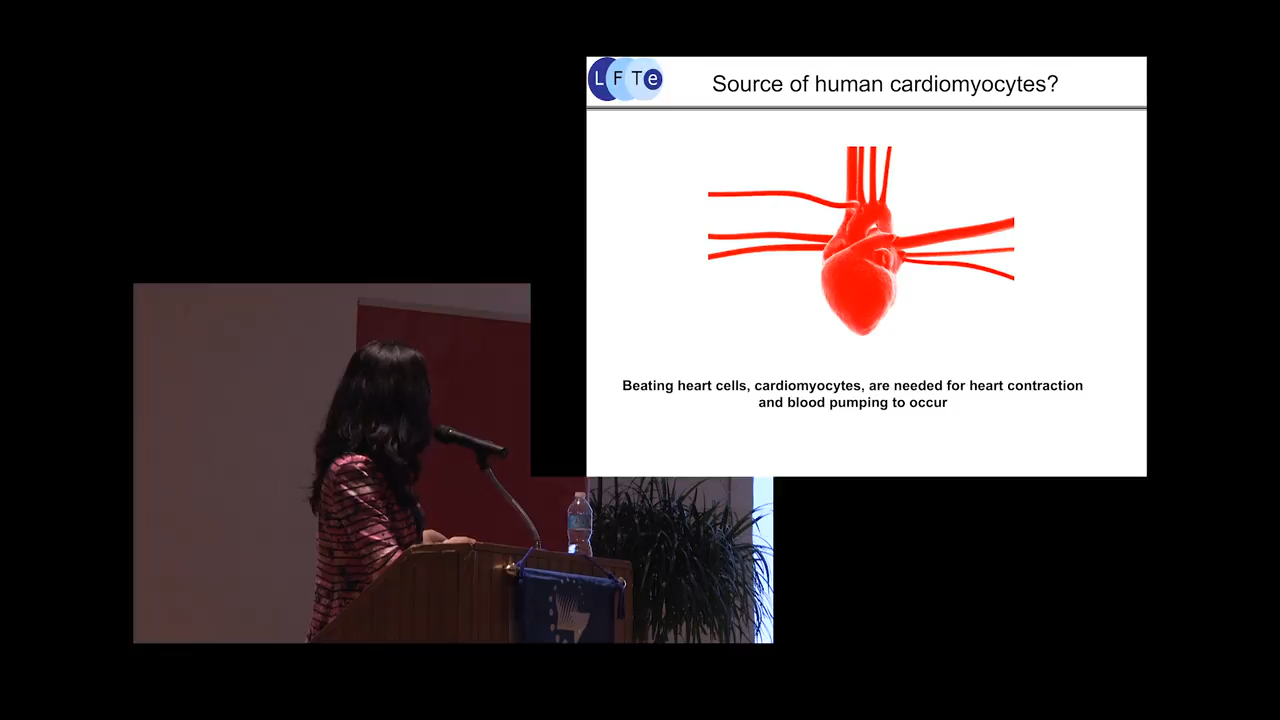 LFTe
Source of human cardiomyocytes?
Beating heart cells, cardiomyocytes, are needed for heart contraction
and blood pumping to occur